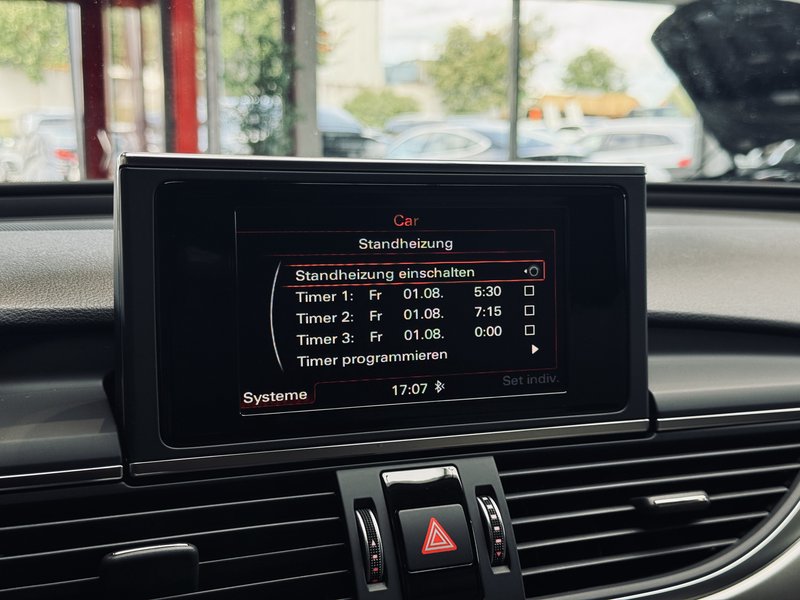 Car
Standheizung
Standheizung einschalten
Timer 1: Fr 01.08. 5:30
Timer 2: Fr 01.08. 7:15
Timer 3: Fr 01.08. 0:00
Timer programmieren
Set indiv.
Systeme
17:07